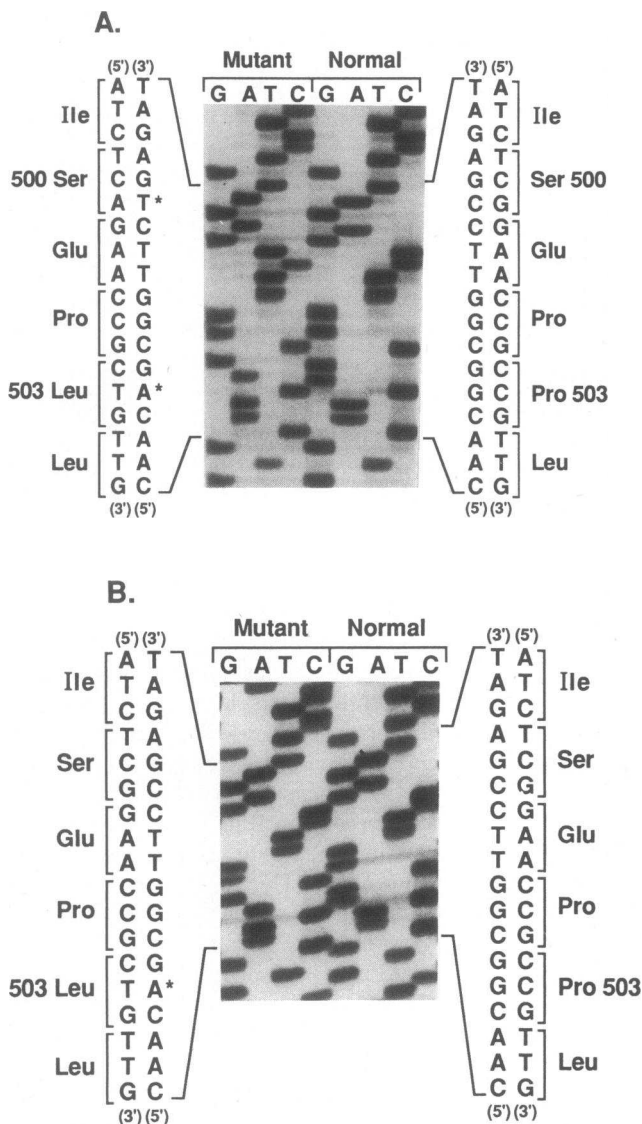 A.
Mutant Normal
G A T C G A T C
(5') (3')
A T
Ile T A
C G
T A
500 Ser C G
A T*
G C
Glu A T
A T
C G
Pro C G
G C
C G
503 Leu T A*
G C
T A
Leu T A
G C
(3') (5')
(3') (5')
T A
A T Ile
G C
A T
G C Ser 500
C G
C G
T A Glu
T A
G C
G C Pro
C G
G C
G C Pro 503
C G
A T
A T Leu
C G
(5') (3')
B.
Mutant Normal
G A T C G A T C
(5') (3')
A T
Ile T A
C G
T A
Ser C G
G C
G C
Glu A T
A T
C G
Pro C G
G C
C G
503 Leu T A*
G C
T A
Leu T A
G C
(3') (5')
(3') (5')
T A
A T Ile
G C
A T
G C Ser
C G
C G
T A Glu
T A
G C
G C Pro
C G
G C
G C Pro 503
C G
A T
A T Leu
C G
(5') (3')